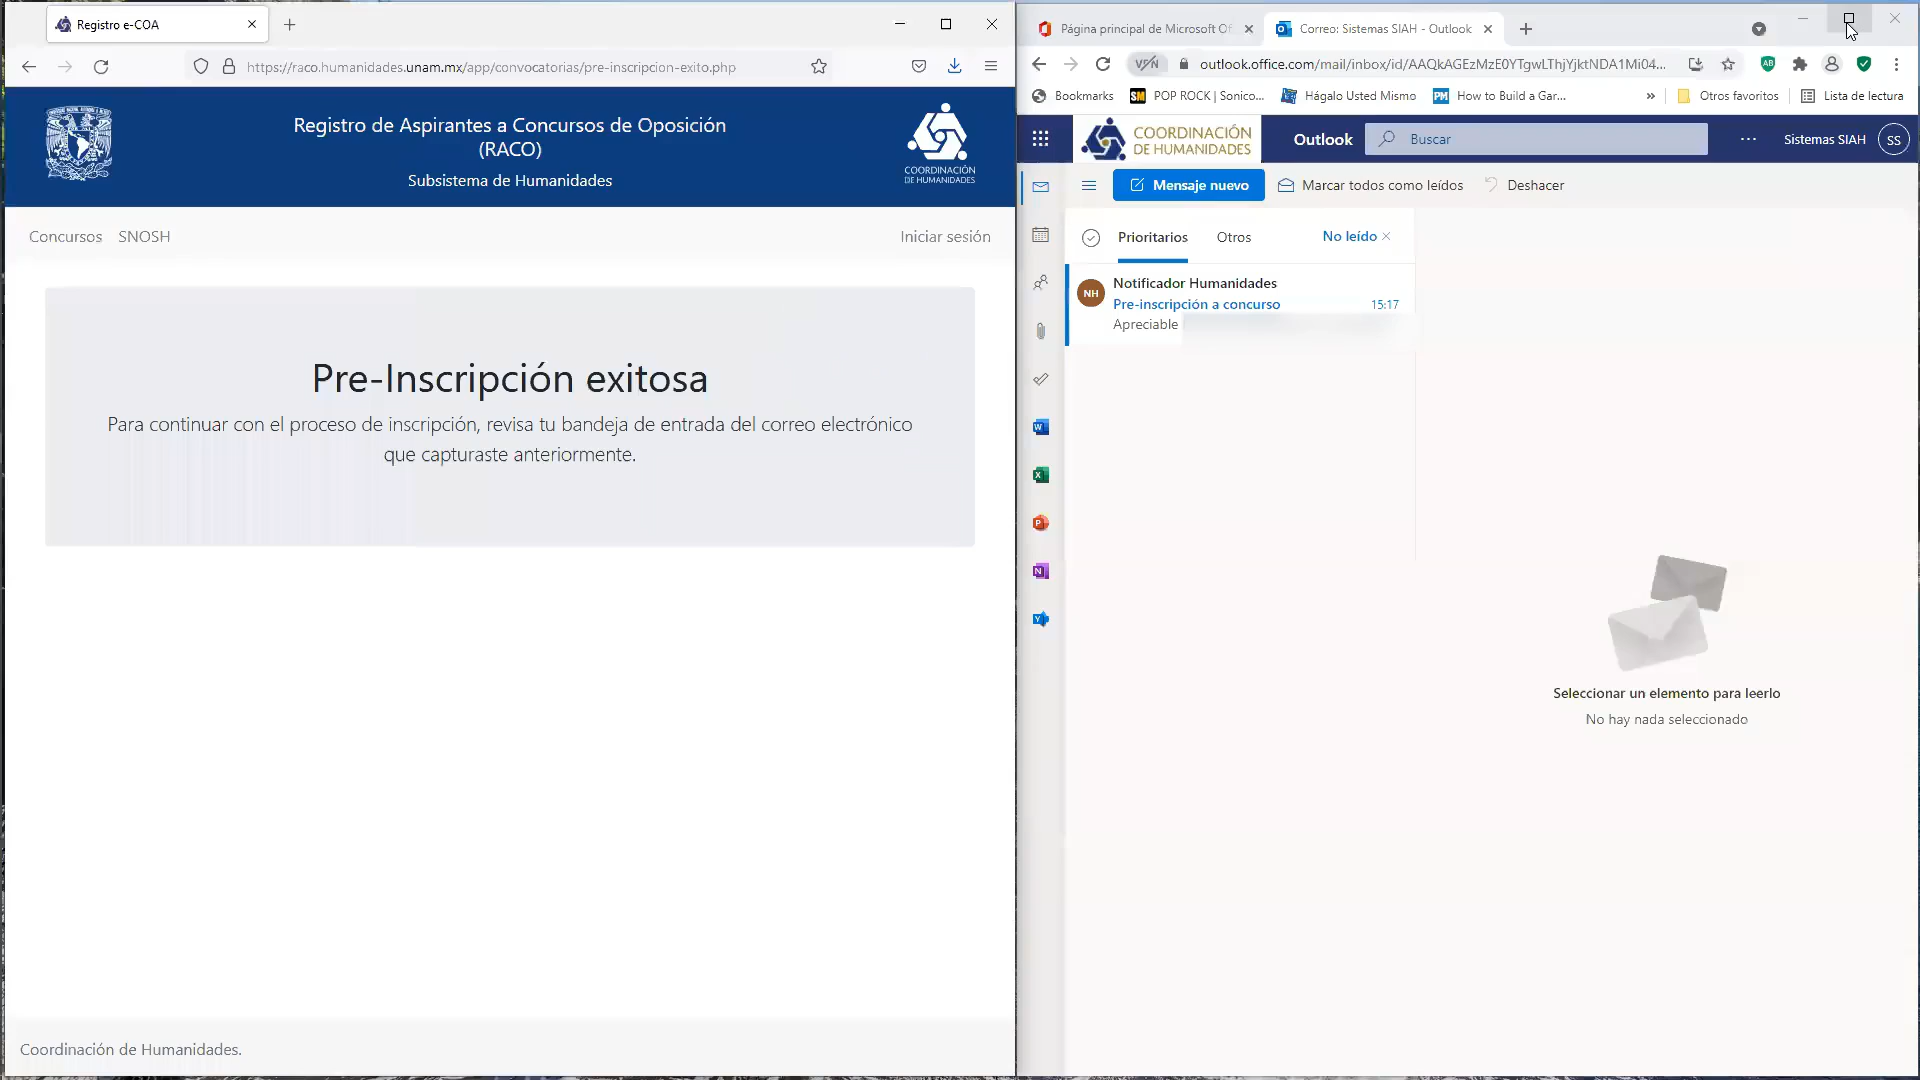 Registro e-COA
https://raco.humanidades.unam.mx/app/convocatorias/pre-inscripcion-exito.php
Registro de Aspirantes a Concursos de Oposición
(RACO)
Subsistema de Humanidades
COORDINACIÓN
DE HUMANIDADES
Concursos SNOSH Iniciar sesión
Pre-Inscripción exitosa
Para continuar con el proceso de inscripción, revisa tu bandeja de entrada del correo electrónico
que capturaste anteriormente.
Coordinación de Humanidades.
Página principal de Microsoft Of Correo: Sistemas SIAH - Outlook
VPN outlook.office.com/mail/inbox/id/AAQkAGEzMzE0YTgwLThjYjktNDA1Mi04...
Bookmarks POP ROCK | Sonico... Hágalo Usted Mismo How to Build a Gar... » Otros favoritos Lista de lectura
COORDINACIÓN
DE HUMANIDADES
Outlook Buscar ... Sistemas SIAH SS
Mensaje nuevo Marcar todos como leídos Deshacer
Prioritarios Otros No leído
NH Notificador Humanidades
Pre-inscripción a concurso 15:17
Apreciable
Seleccionar un elemento para leerlo
No hay nada seleccionado